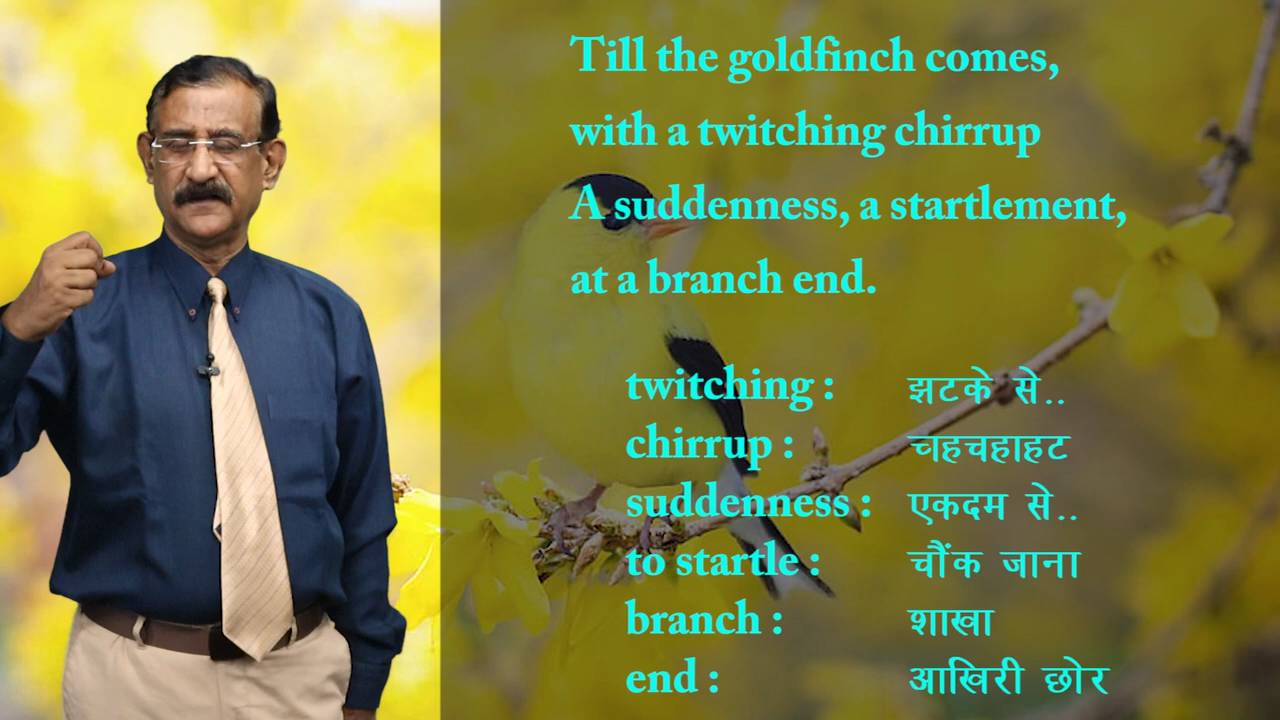 Till the goldfinch comes,
with a twitching chirrup
A suddenness, a startlement,
at a branch end.
twitching : झटके से..
chirrup : चहचहाहट
suddenness : एकदम से..
to startle : चौंक जाना
branch : शाखा
end : आखिरी छोर